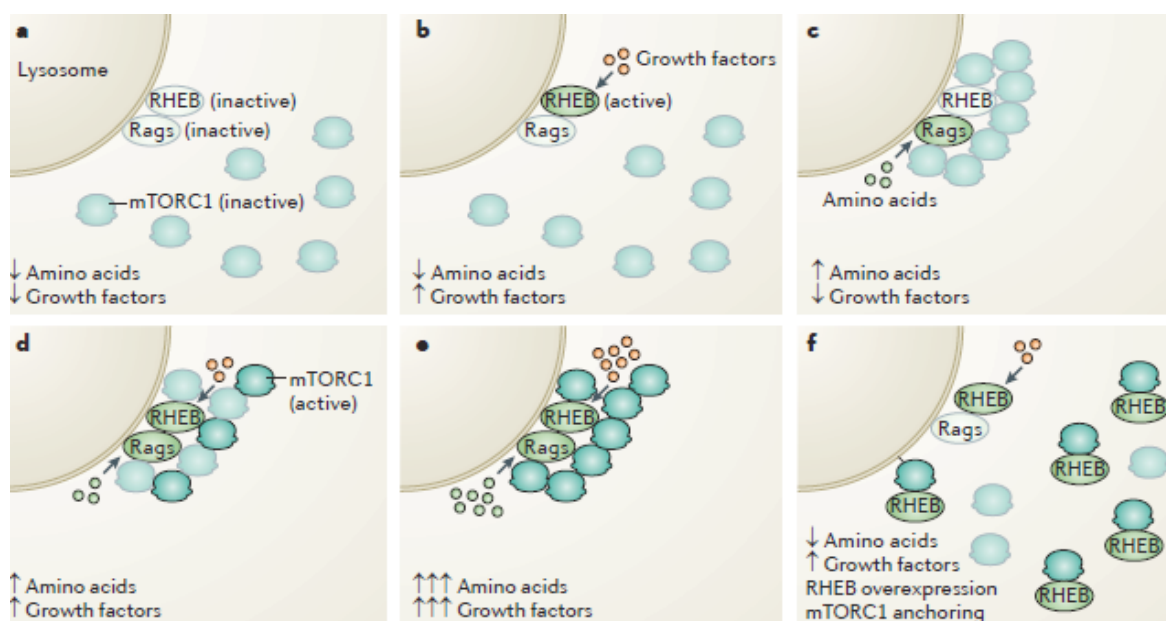 a
Lysosome
RHEB (inactive)
Rags (inactive)
mTORC1 (inactive)
↓ Amino acids
↓ Growth factors
b
Growth factors
RHEB (active)
Rags
↓ Amino acids
↑ Growth factors
c
RHEB
Rags
Amino acids
↑ Amino acids
↓ Growth factors
d
mTORC1
(active)
RHEB
Rags
↑ Amino acids
↑ Growth factors
e
RHEB
Rags
↑↑↑ Amino acids
↑↑↑ Growth factors
f
RHEB
Rags
RHEB
RHEB
RHEB
RHEB
RHEB
↓ Amino acids
↑ Growth factors
RHEB overexpression
mTORC1 anchoring